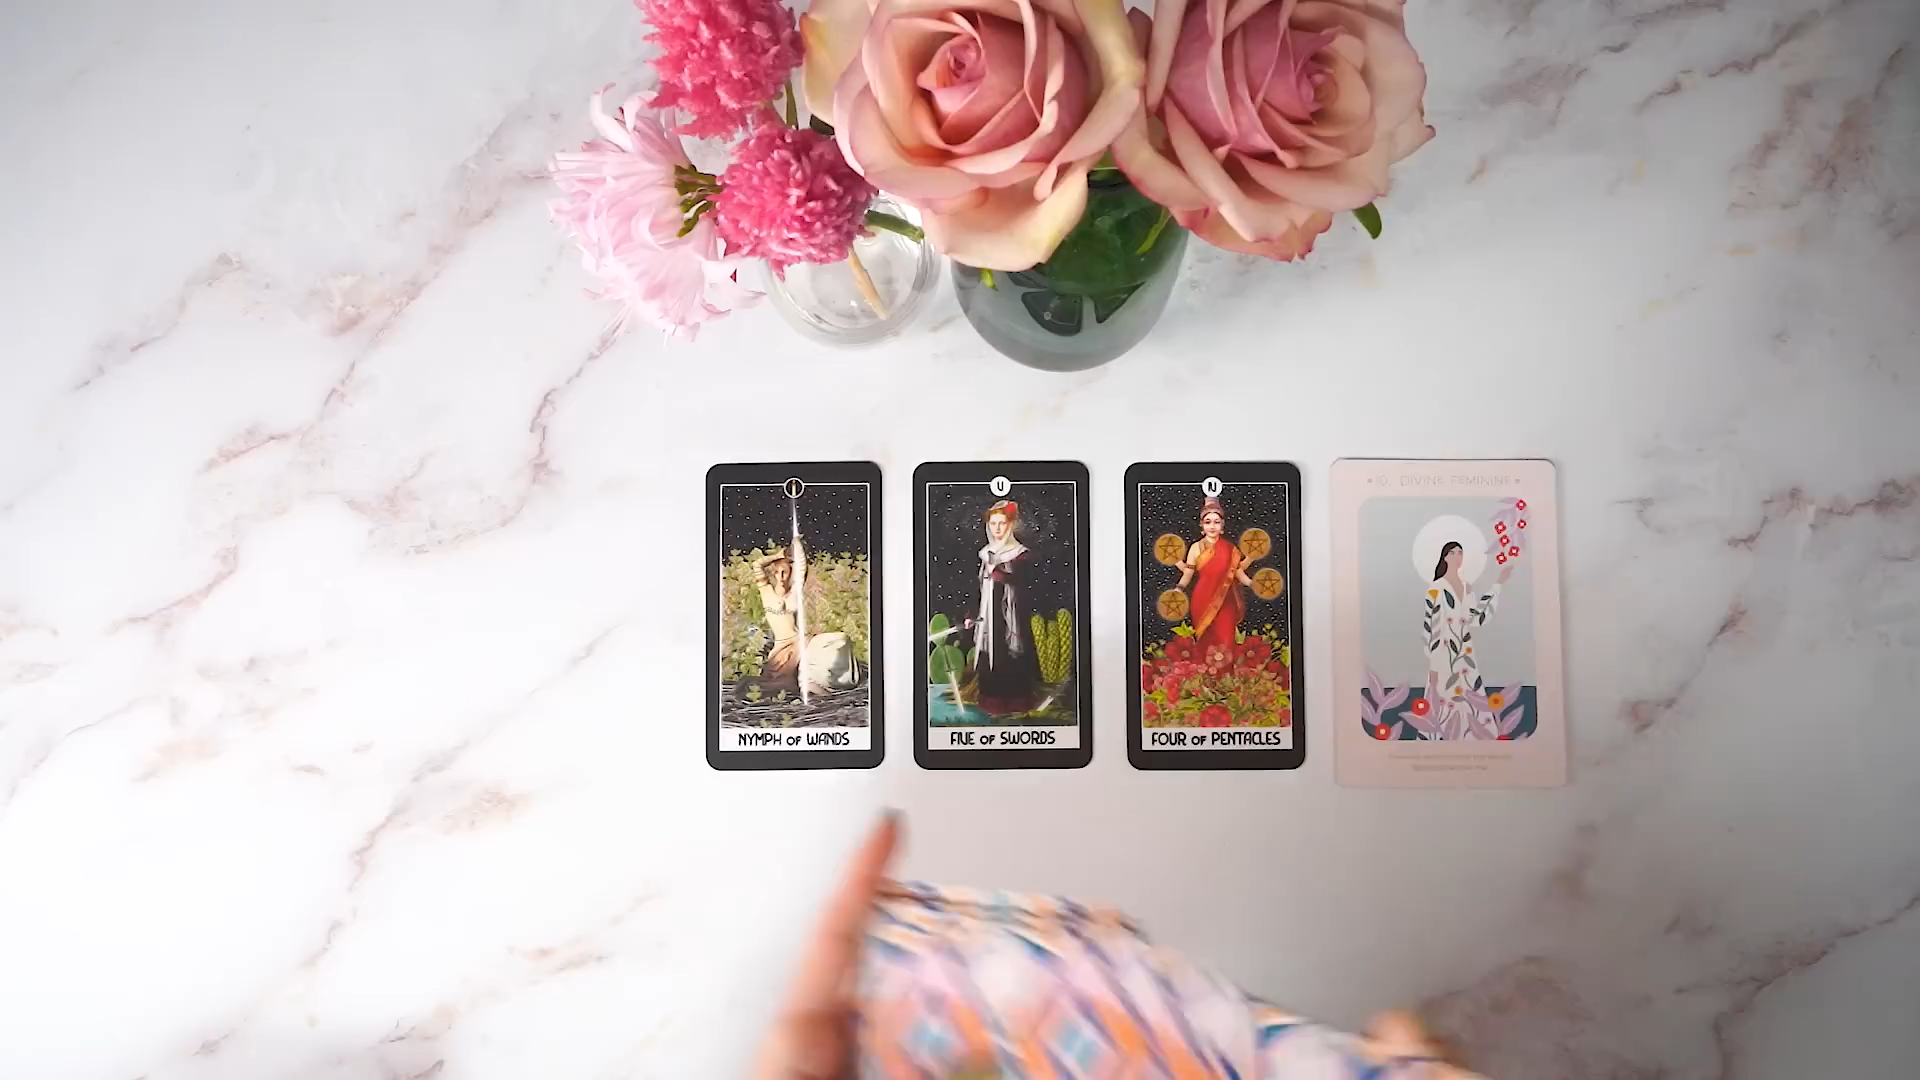 NYMPH OF WANDS
V
FIVE OF SWORDS
IV
FOUR OF PENTACLES
10. DIVINE FEMININE